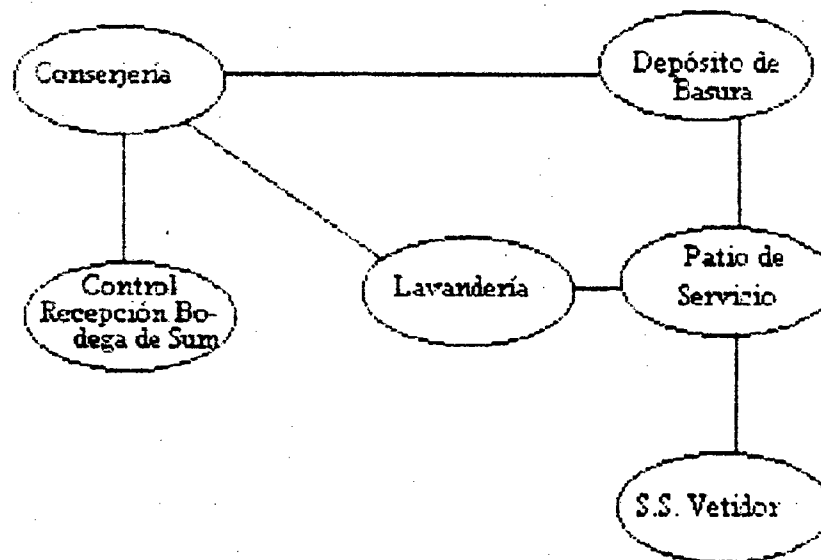 Conserjería
Depósito de
Basura
Control
Recepción Bo-
dega de Sum
Lavandería
Patio de
Servicio
S.S. Vetidor